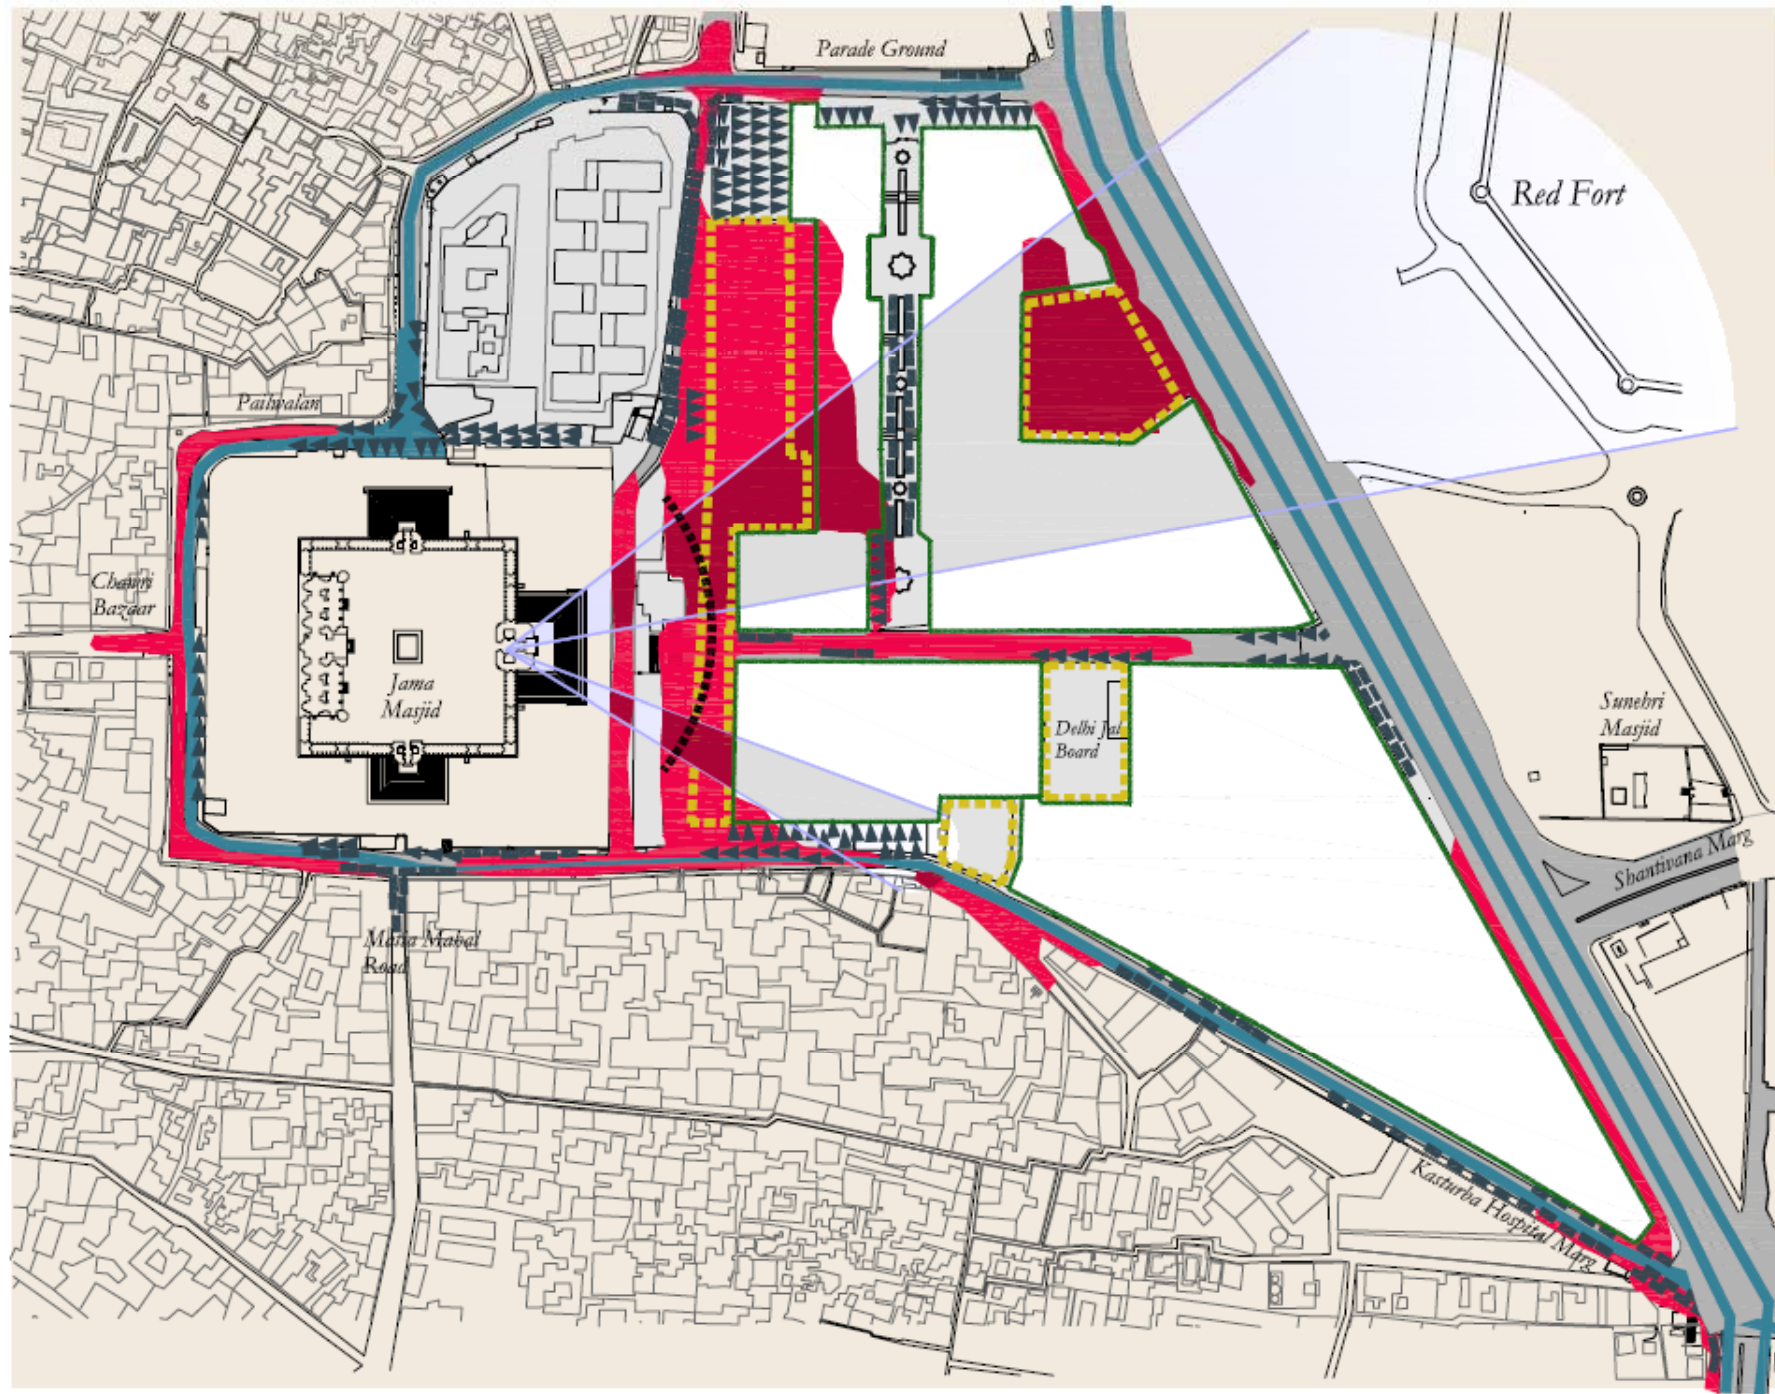 Parade Ground
Red Fort
Pailwalan
Chawri
Bazaar
Jama
Masjid
Delhi Jal
Board
Sunehri
Masjid
Shantivana Marg
Matia Mahal
Road
Kasturba Hospital Marg